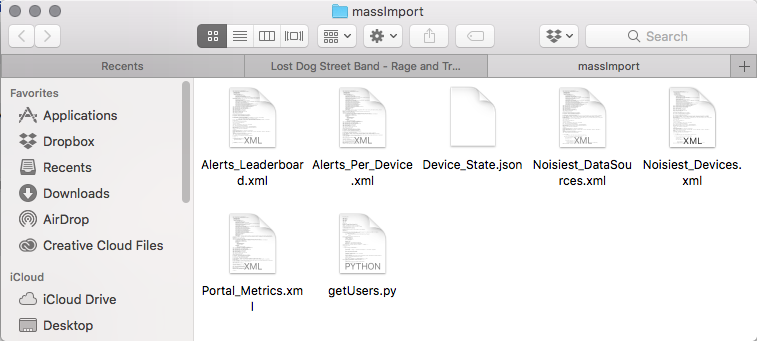 massImport
Search
Recents
Lost Dog Street Band - Rage and Tr...
massImport
Favorites
Applications
Dropbox
Recents
Downloads
AirDrop
Creative Cloud Files
iCloud
iCloud Drive
Desktop
XML
XML
XML
XML
Alerts_Leaderboar
d.xml
Alerts_Per_Device
.xml
Device_State.json
Noisiest_DataSour
ces.xml
Noisiest_Devices.
xml
XML
PYTHON
Portal_Metrics.xm
l
getUsers.py